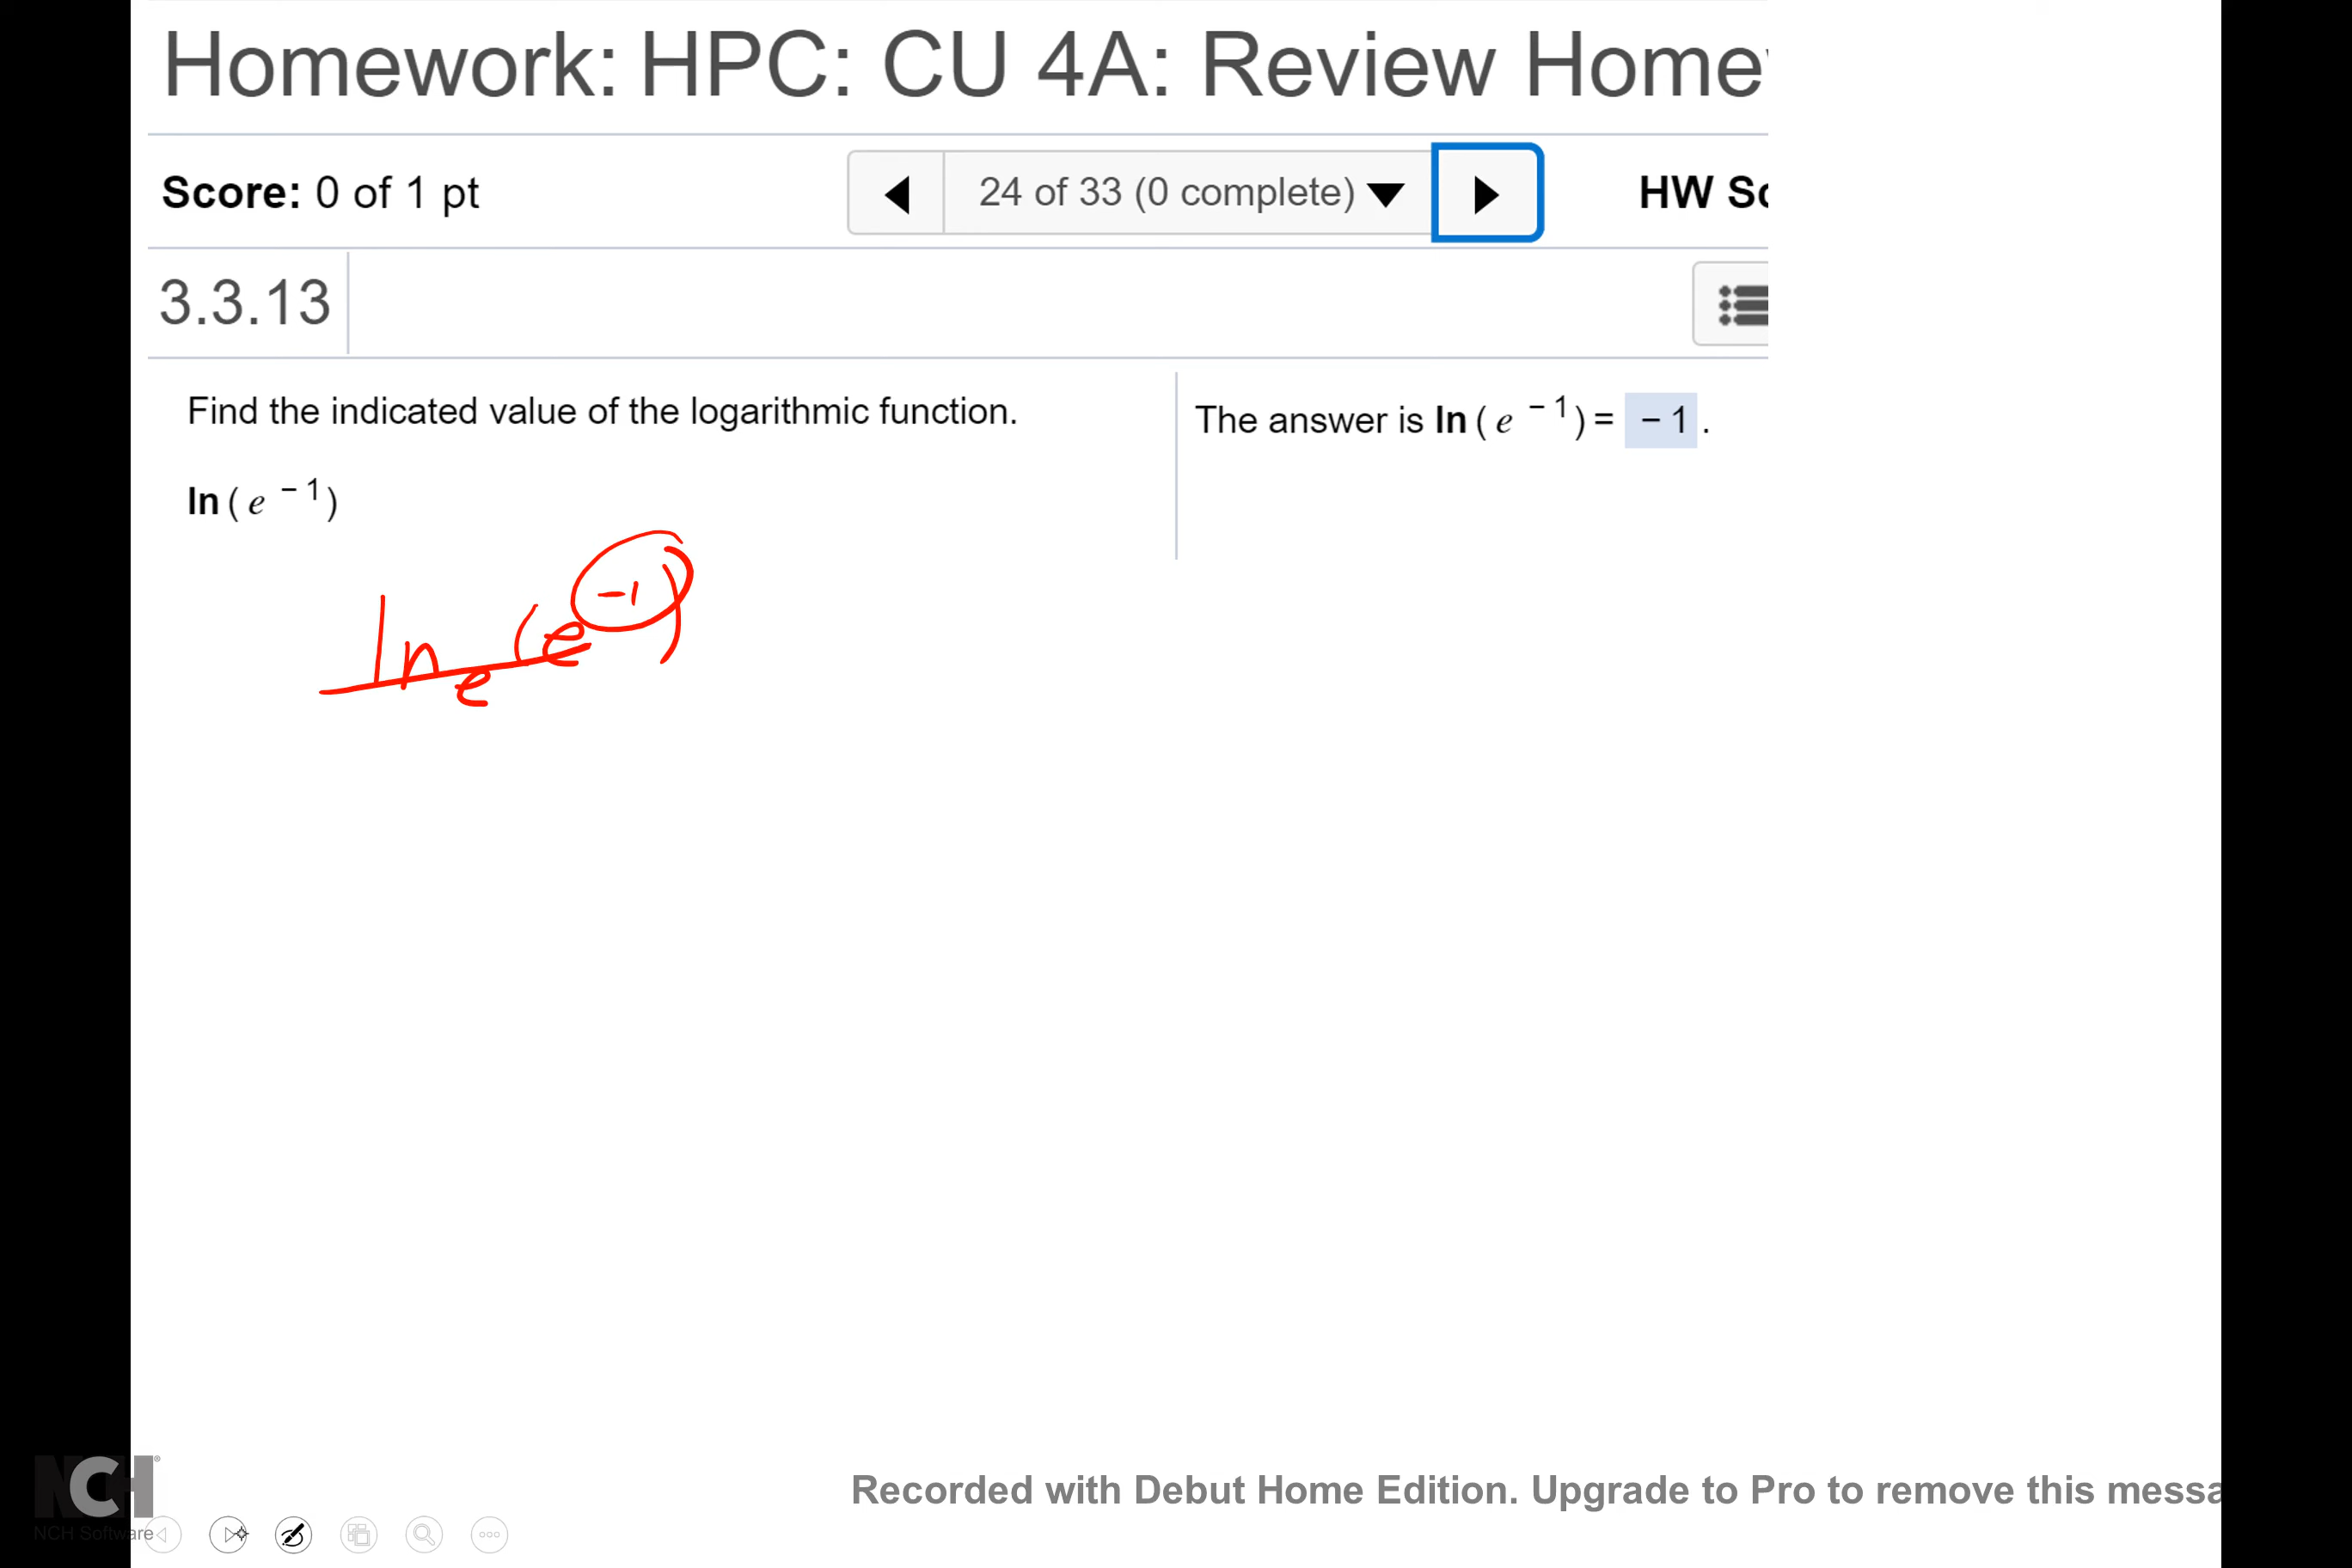 Homework: HPC: CU 4A: Review Home
Score: 0 of 1 pt
24 of 33 (0 complete)
HW Sc
3.3.13
Find the indicated value of the logarithmic function.
ln(e⁻¹)
The answer is ln(e⁻¹) = -1.
lnₑ(e⁻¹)
Recorded with Debut Home Edition. Upgrade to Pro to remove this messa
NCH®
NCH Software